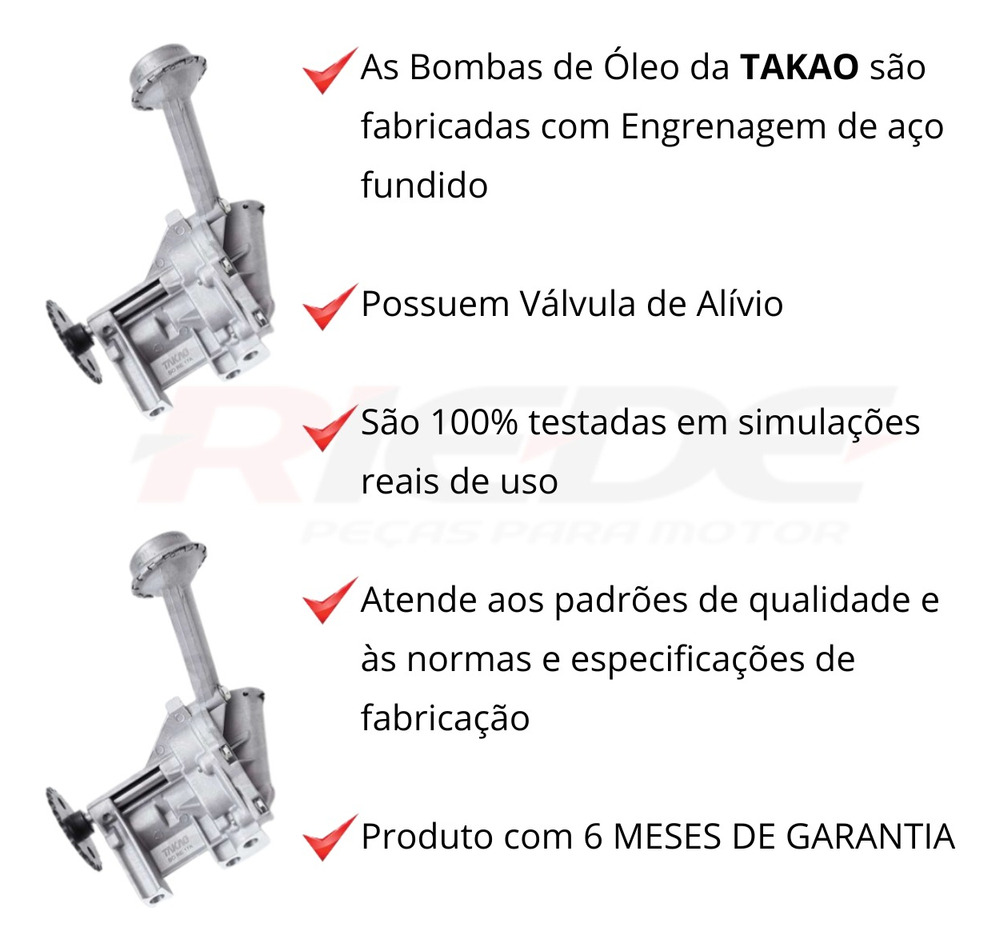 As Bombas de Óleo da TAKAO são
fabricadas com Engrenagem de aço
fundido
Possuem Válvula de Alívio
TAKAO
São 100% testadas em simulações
reais de uso
RIEDE
PEÇAS PARA MOTOR
Atende aos padrões de qualidade e
às normas e especificações de
fabricação
Produto com 6 MESES DE GARANTIA
TAKAO